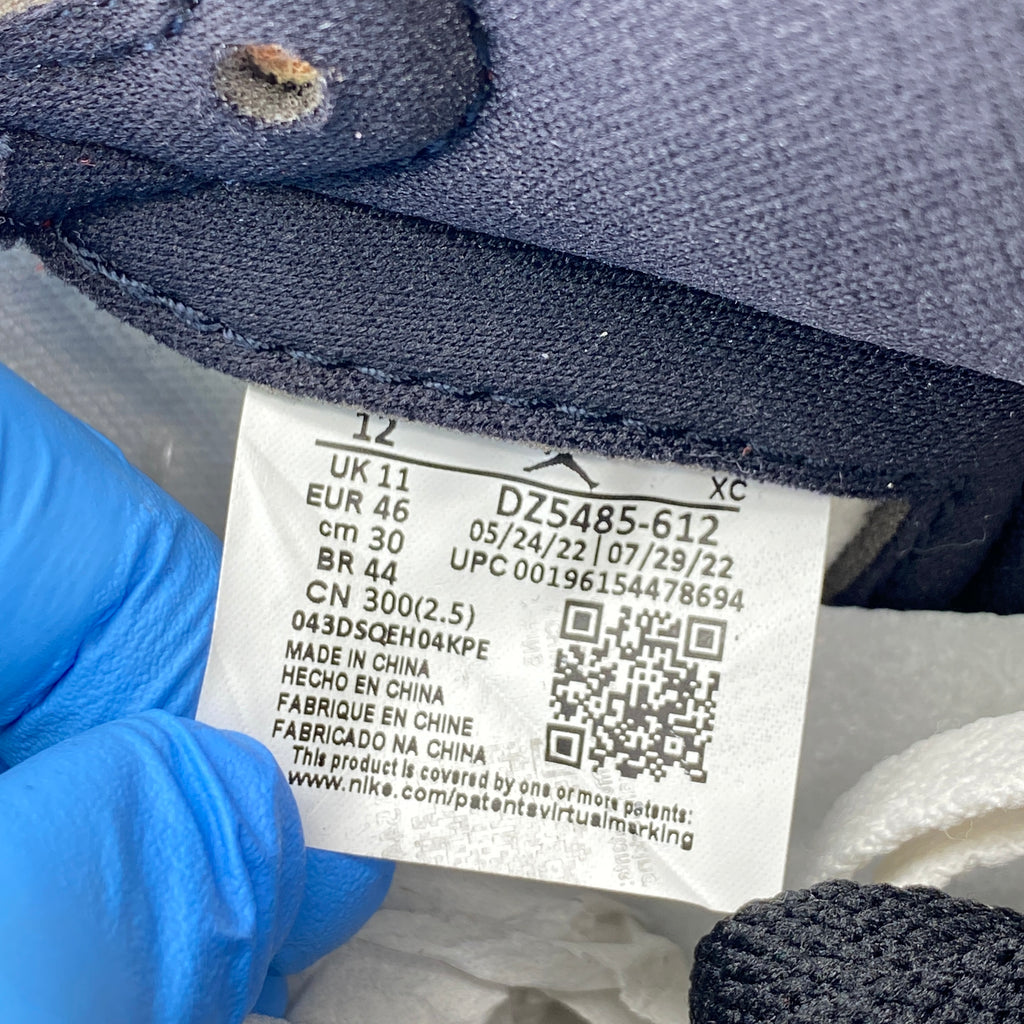 12
XC
UK 11
EUR 46
cm 30
BR 44
CN 300(2.5)
DZ5485-612
05/24/22 | 07/29/22
UPC 00196154478694
043DSQEH04KPE
MADE IN CHINA
HECHO EN CHINA
FABRIQUE EN CHINE
FABRICADO NA CHINA
This product is covered by one or more patents:
www.nike.com/patentsvirtualmarking